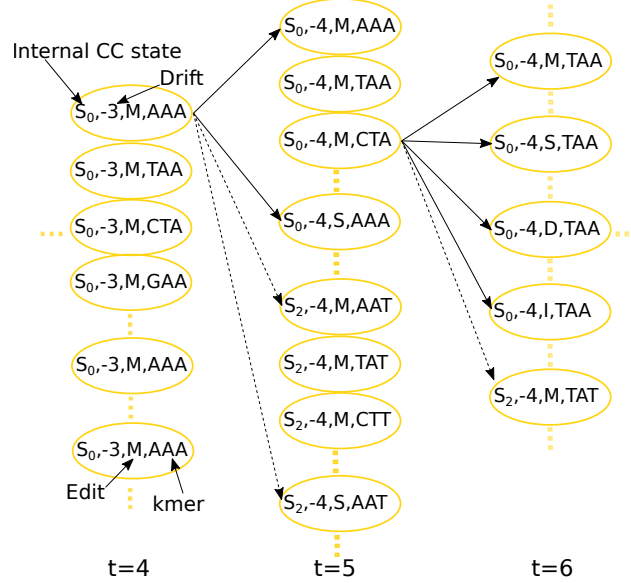 Internal CC state
Drift
S₀,-3,M,AAA
S₀,-3,M,TAA
S₀,-3,M,CTA
S₀,-3,M,GAA
S₀,-3,M,AAA
S₀,-3,M,AAA
Edit
kmer
t=4
S₀,-4,M,AAA
S₀,-4,M,TAA
S₀,-4,M,CTA
S₀,-4,S,AAA
S₂,-4,M,AAT
S₂,-4,M,TAT
S₂,-4,M,CTT
S₂,-4,S,AAT
t=5
S₀,-4,M,TAA
S₀,-4,S,TAA
S₀,-4,D,TAA
S₀,-4,I,TAA
S₂,-4,M,TAT
t=6